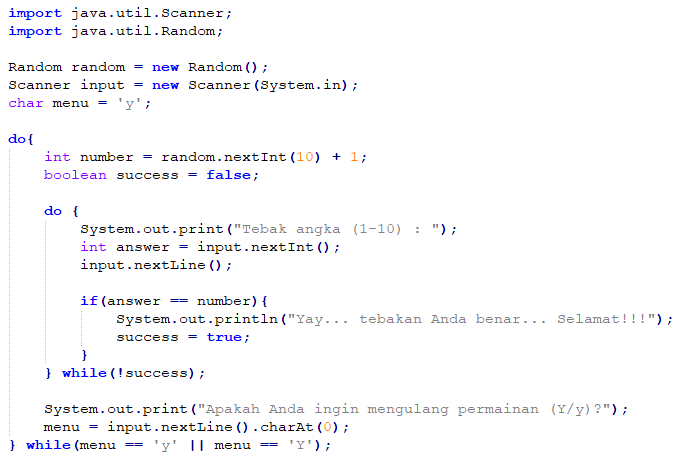 import java.util.Scanner;
import java.util.Random;
Random random = new Random();
Scanner input = new Scanner(System.in);
char menu = 'y';
do{
int number = random.nextInt(10) + 1;
boolean success = false;
do {
System.out.print("Tebak angka (1-10) : ");
int answer = input.nextInt();
input.nextLine();
if(answer == number){
System.out.println("Yay... tebakan Anda benar... Selamat!!!");
success = true;
}
} while(!success);
System.out.print("Apakah Anda ingin mengulang permainan (Y/y)?");
menu = input.nextLine().charAt(0);
} while(menu == 'y' || menu == 'Y');